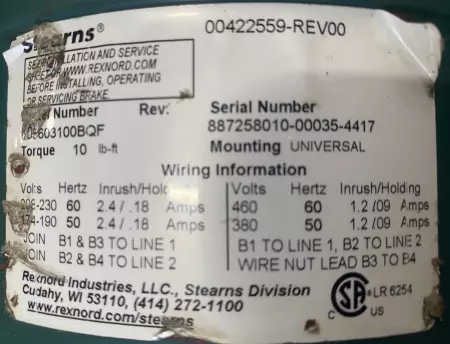 Stearns® 00422559-REV00
SEE INSTALLATION AND SERVICE
SHEET OR WWW.REXNORD.COM
BEFORE INSTALLING, OPERATING
OR SERVICING BRAKE
Number Rev: Serial Number
603100BQF 887258010-00035-4417
Torque 10 lb-ft Mounting UNIVERSAL
Wiring Information
Volts Hertz Inrush/Hold Amps Volts Hertz Inrush/Holding
-230 60 2.4/.18 Amps 460 60 1.2/09 Amps
174-190 50 2.4/.18 Amps 380 50 1.2/09 Amps
JOIN B1 & B3 TO LINE 1 B1 TO LINE 1, B2 TO LINE 2
JOIN B2 & B4 TO LINE 2 WIRE NUT LEAD B3 TO B4
Rexnord Industries, LLC., Stearns Division
Cudahy, WI 53110, (414) 272-1100
www.rexnord.com/stearns
C SA ® LR 6254
C US